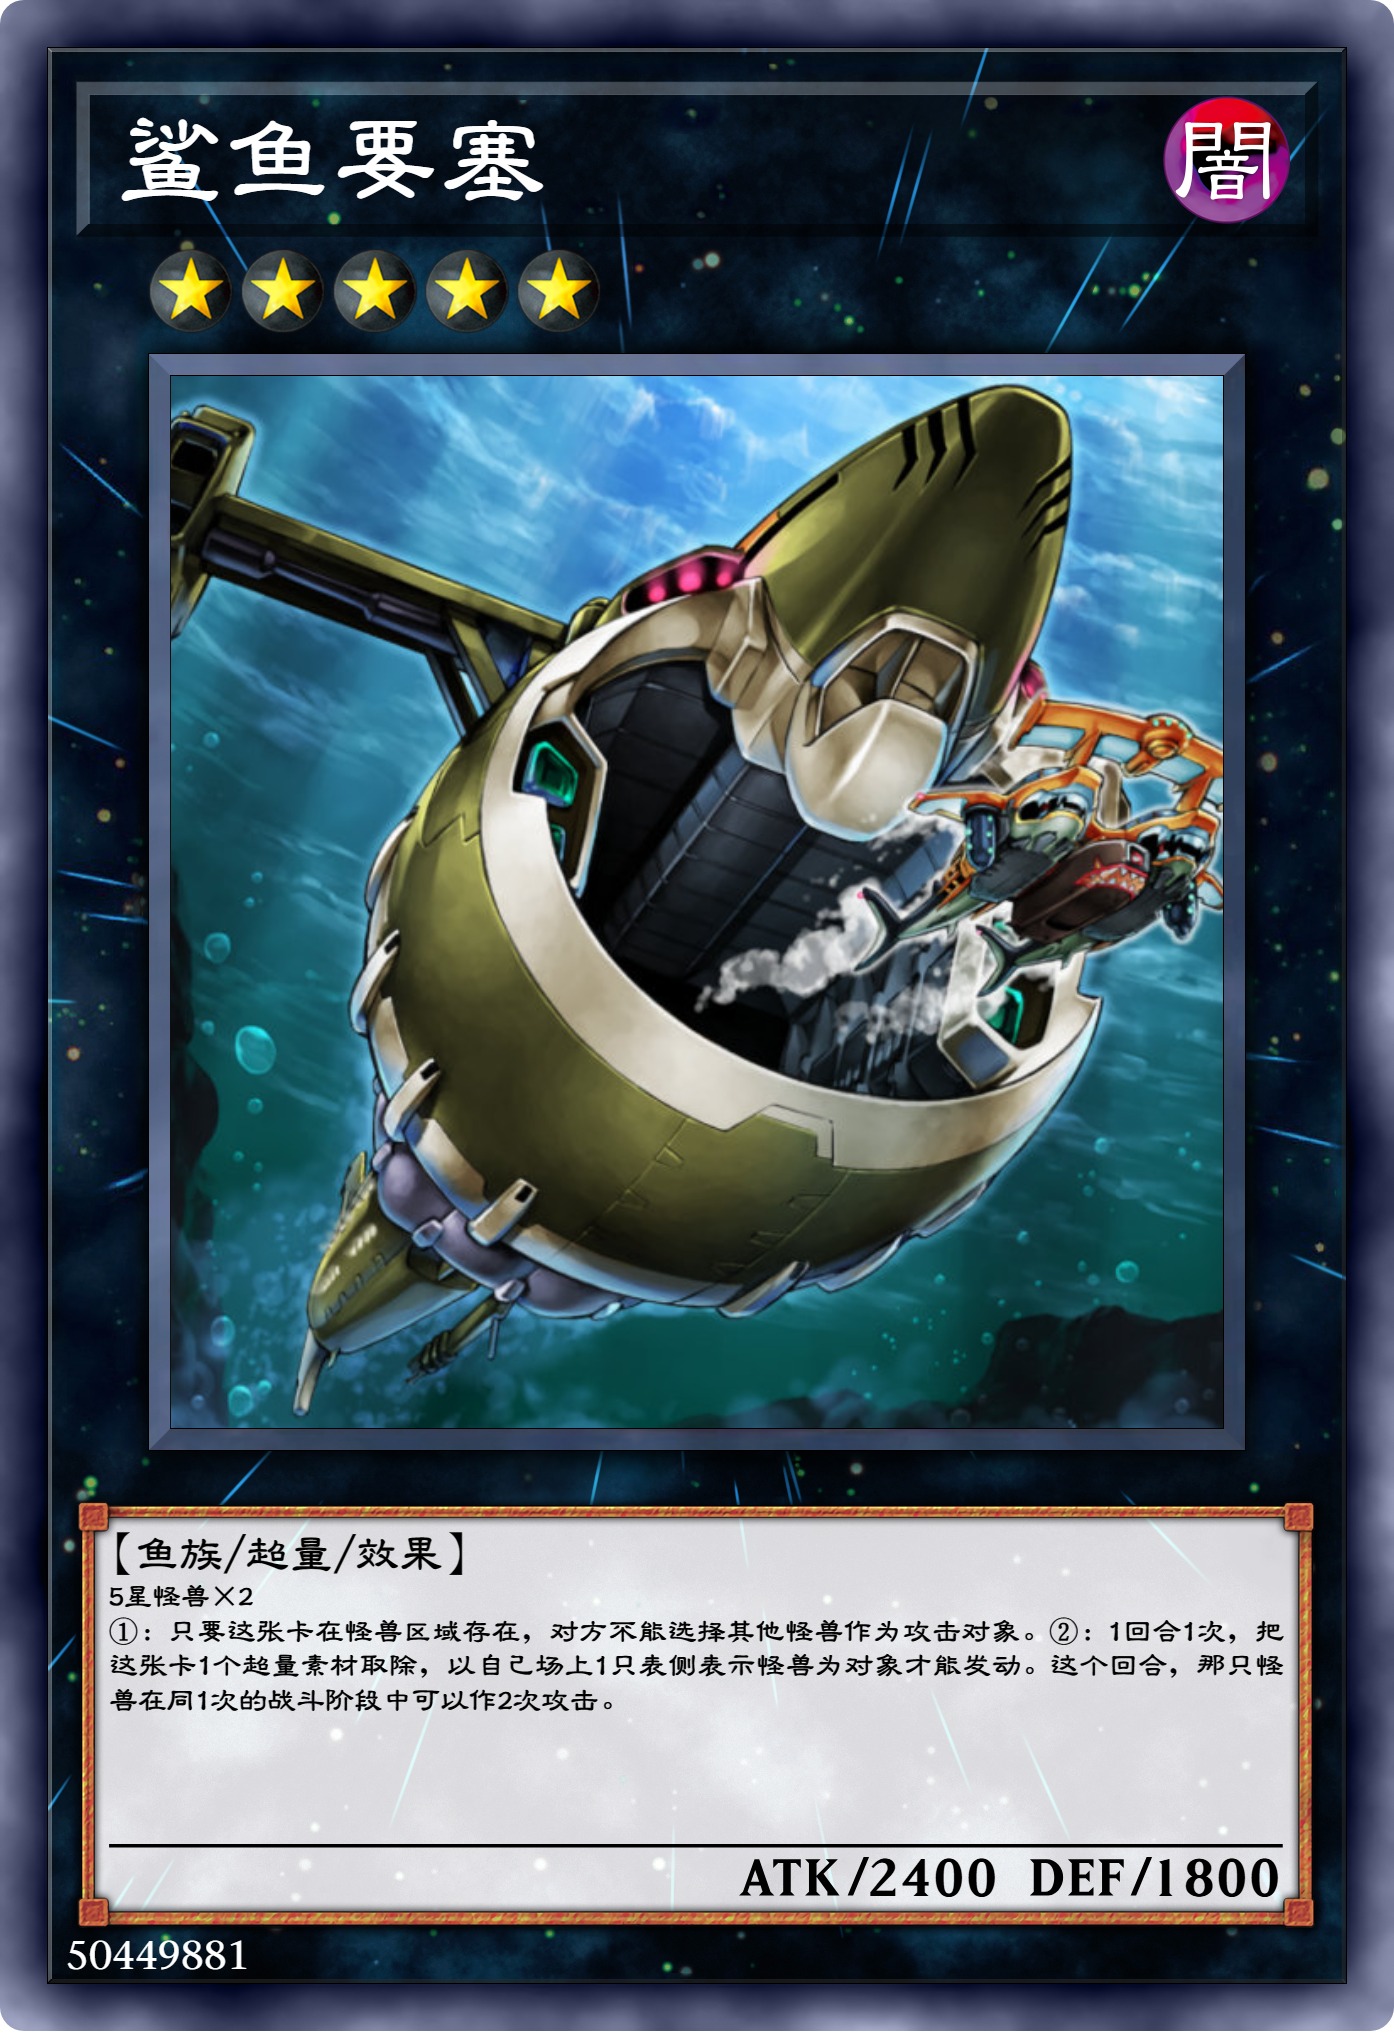 鲨鱼要塞
闇
【鱼族/超量/效果】
5星怪兽×2
①：只要这张卡在怪兽区域存在，对方不能选择其他怪兽作为攻击对象。②：1回合1次，把
这张卡1个超量素材取除，以自己场上1只表侧表示怪兽为对象才能发动。这个回合，那只怪
兽在同1次的战斗阶段中可以作2次攻击。
ATK/2400 DEF/1800
50449881